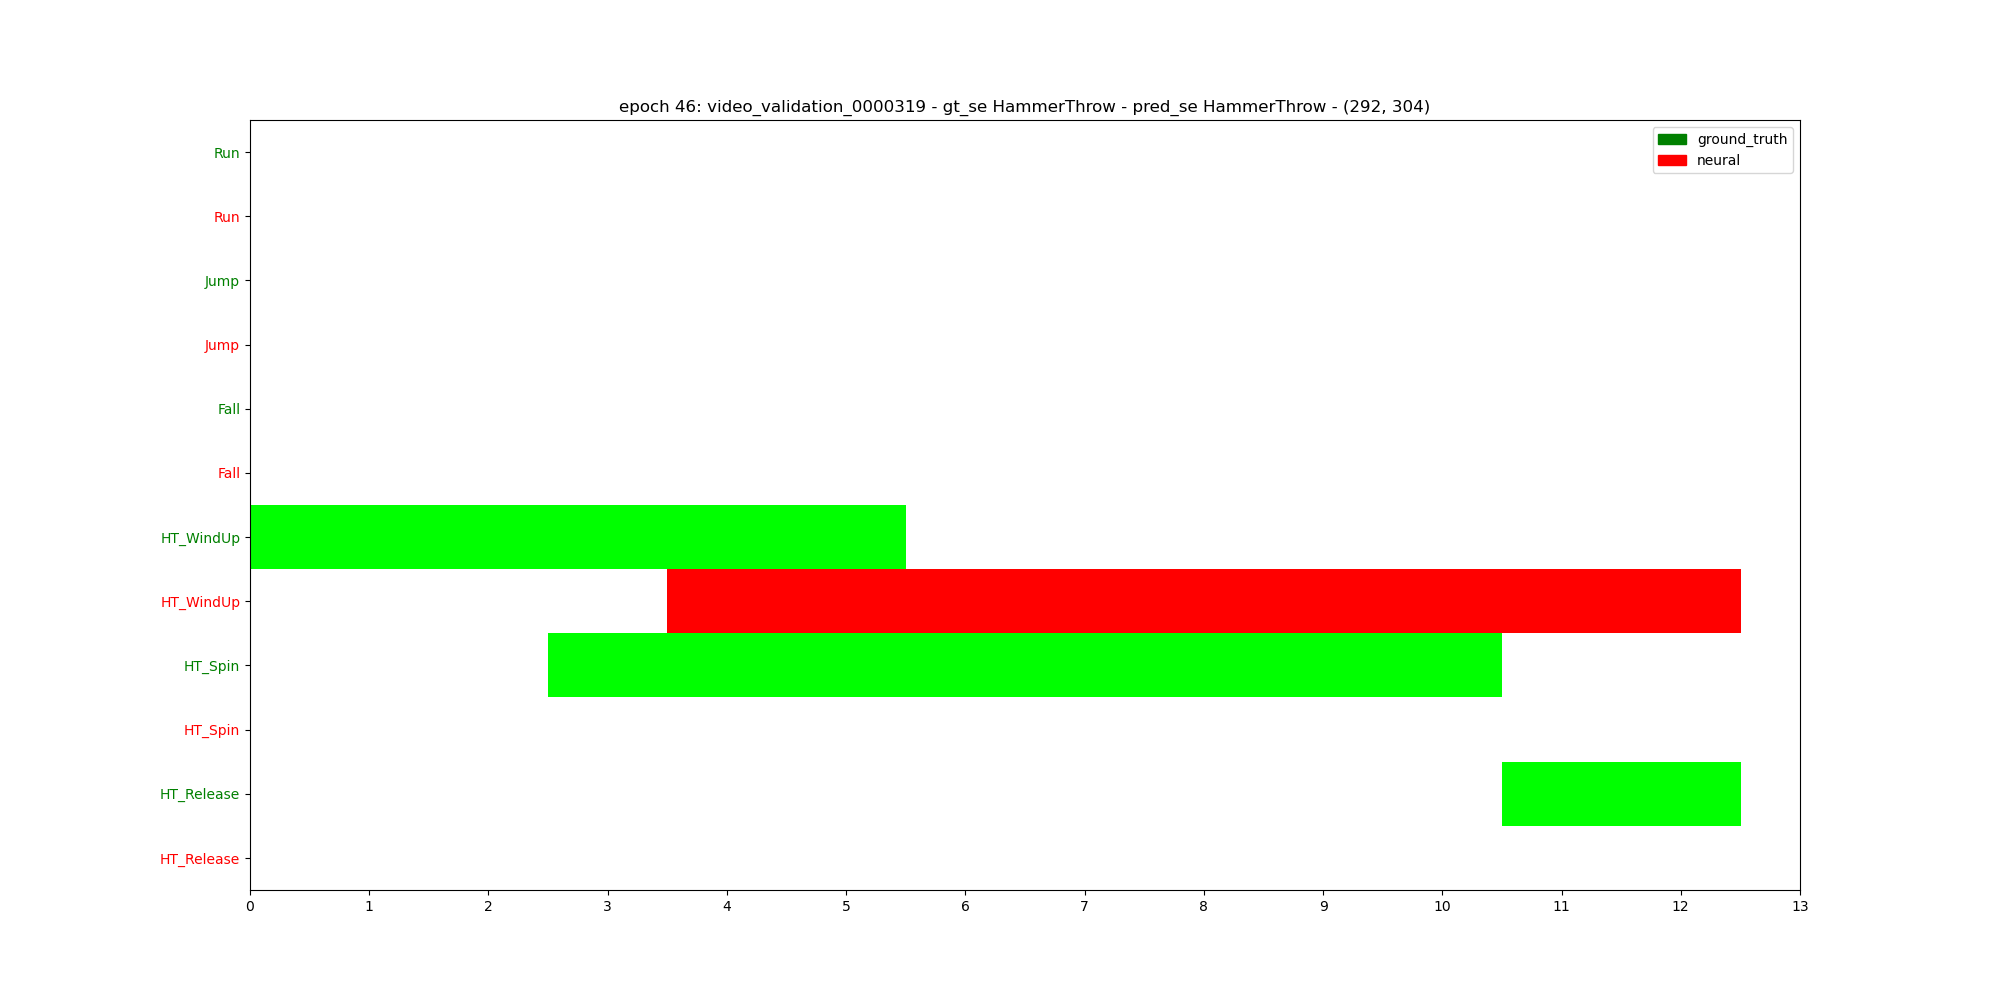 epoch 46: video_validation_0000319 - gt_se HammerThrow - pred_se HammerThrow - (292, 304)
ground_truth
neural
Run
Run
Jump
Jump
Fall
Fall
HT_WindUp
HT_WindUp
HT_Spin
HT_Spin
HT_Release
HT_Release
0 1 2 3 4 5 6 7 8 9 10 11 12 13